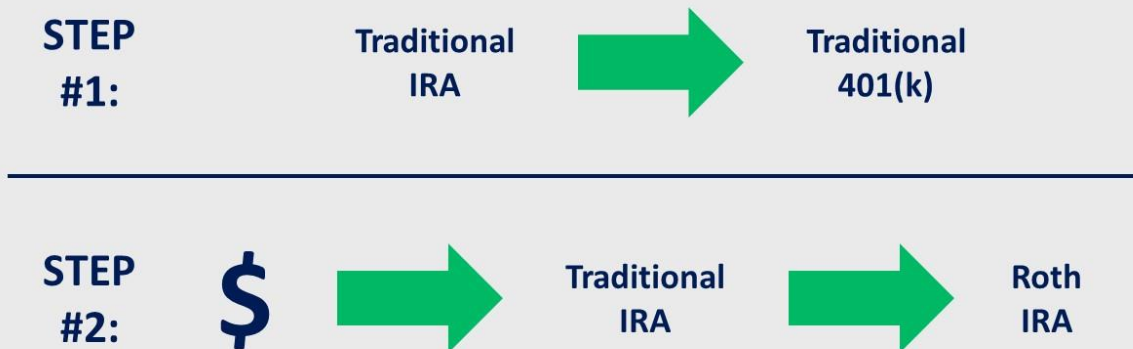 STEP
#1:
Traditional
IRA
Traditional
401(k)
STEP
#2:
$
Traditional
IRA
Roth
IRA